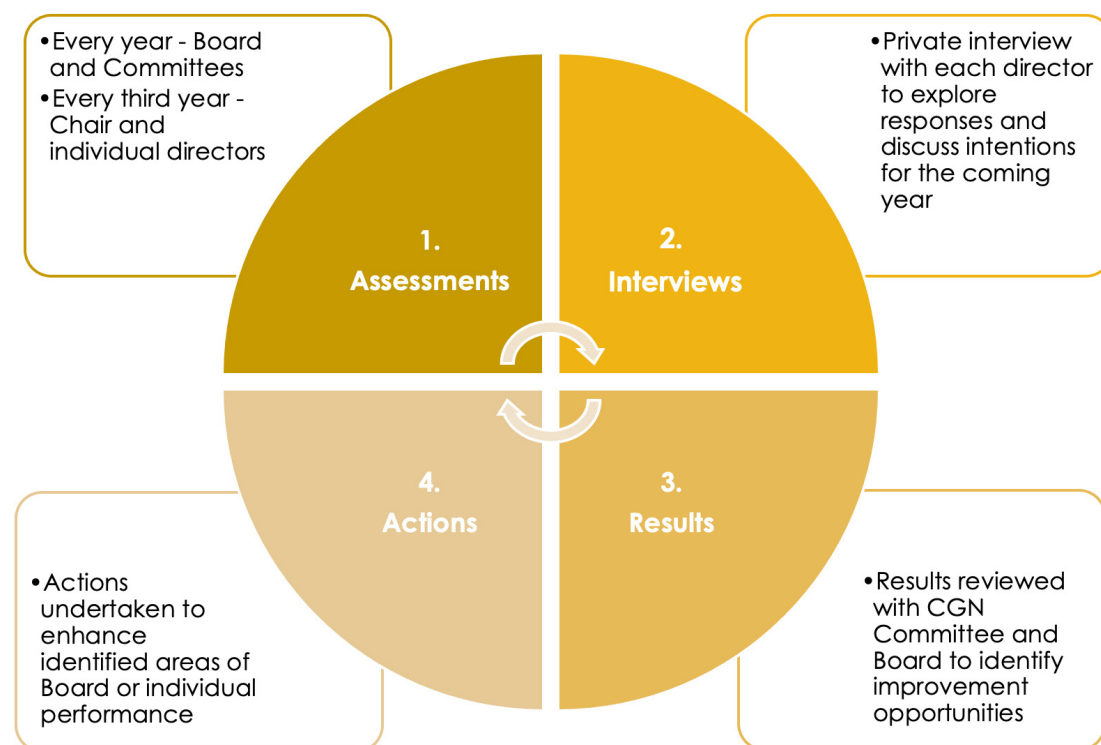 •Every year - Board
and Committees
•Every third year -
Chair and
individual directors
•Private interview
with each director
to explore
responses and
discuss intentions
for the coming
year
1.
Assessments
2.
Interviews
4.
Actions
3.
Results
•Actions
undertaken to
enhance
identified areas of
Board or individual
performance
•Results reviewed
with CGN
Committee and
Board to identify
improvement
opportunities